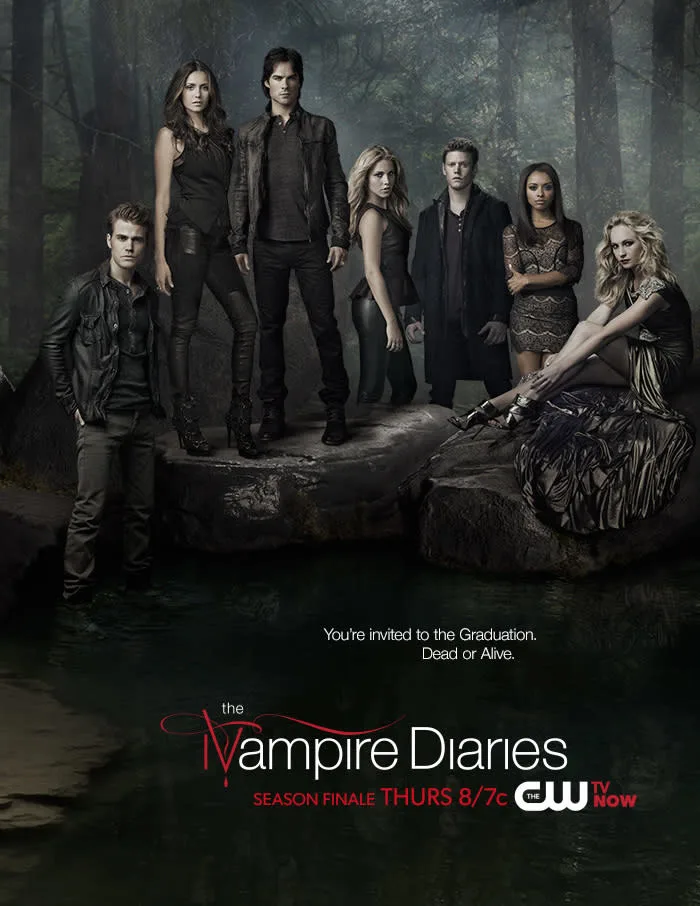 You're invited to the Graduation.
Dead or Alive.
the
Vampire Diaries
SEASON FINALE THURS 8/7c THE CW TV NOW